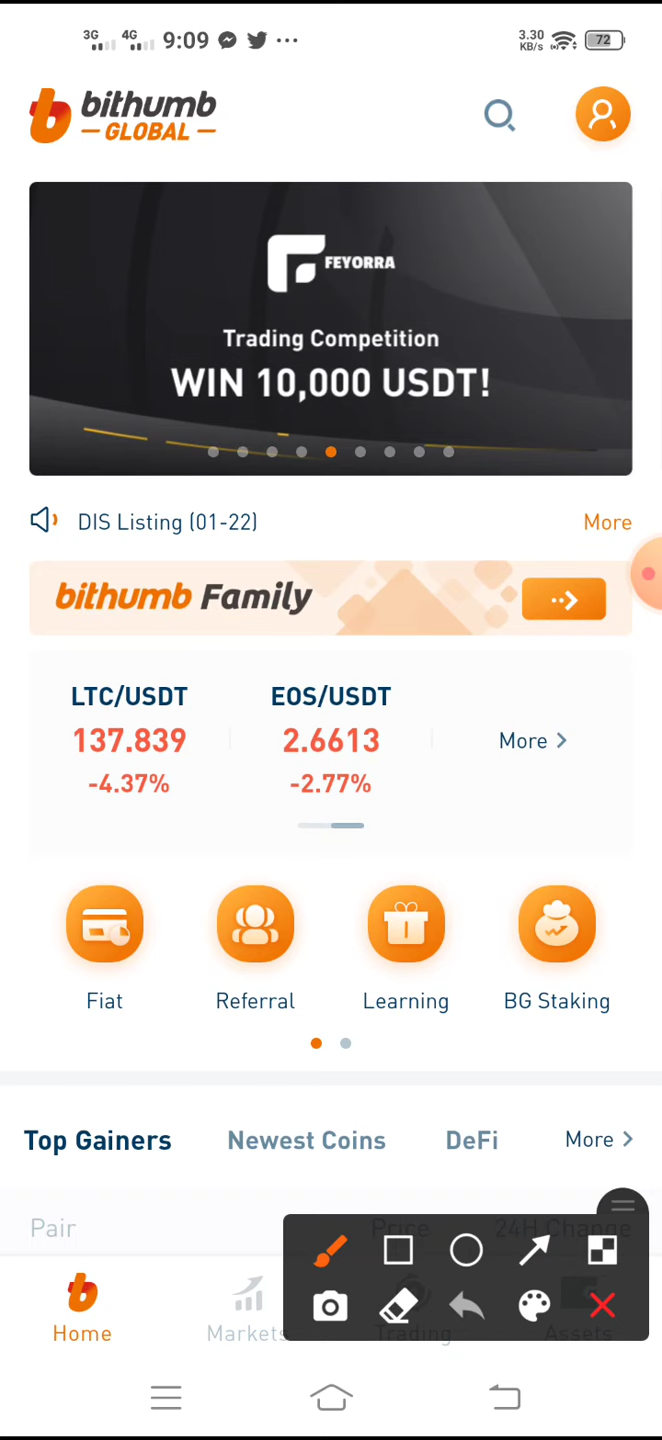 3G 4G 9:09 ... 3.30 KB/s 72
bithumb
GLOBAL
FEYORRA
Trading Competition
WIN 10,000 USDT!
DIS Listing (01-22) More
bithumb Family
LTC/USDT EOS/USDT
137.839 2.6613 More
-4.37% -2.77%
Fiat Referral Learning BG Staking
Top Gainers Newest Coins DeFi More
Pair Price 24H Change
Home Markets Trading Assets